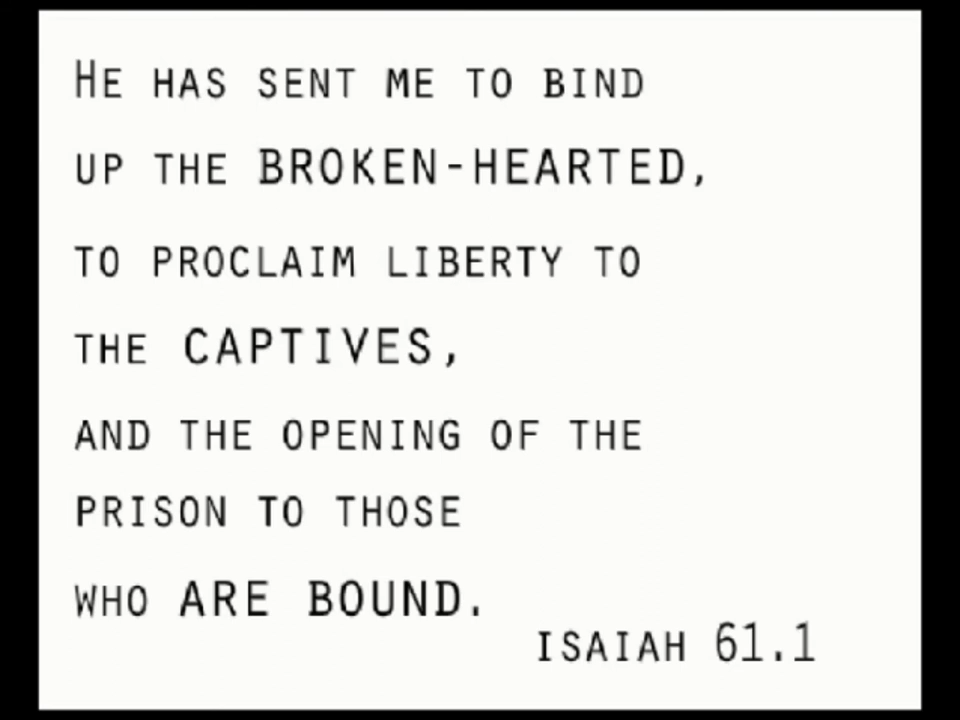 He has sent me to bind
up the BROKEN-HEARTED,
to proclaim liberty to
the CAPTIVES,
and the opening of the
prison to those
who ARE BOUND.
Isaiah 61.1